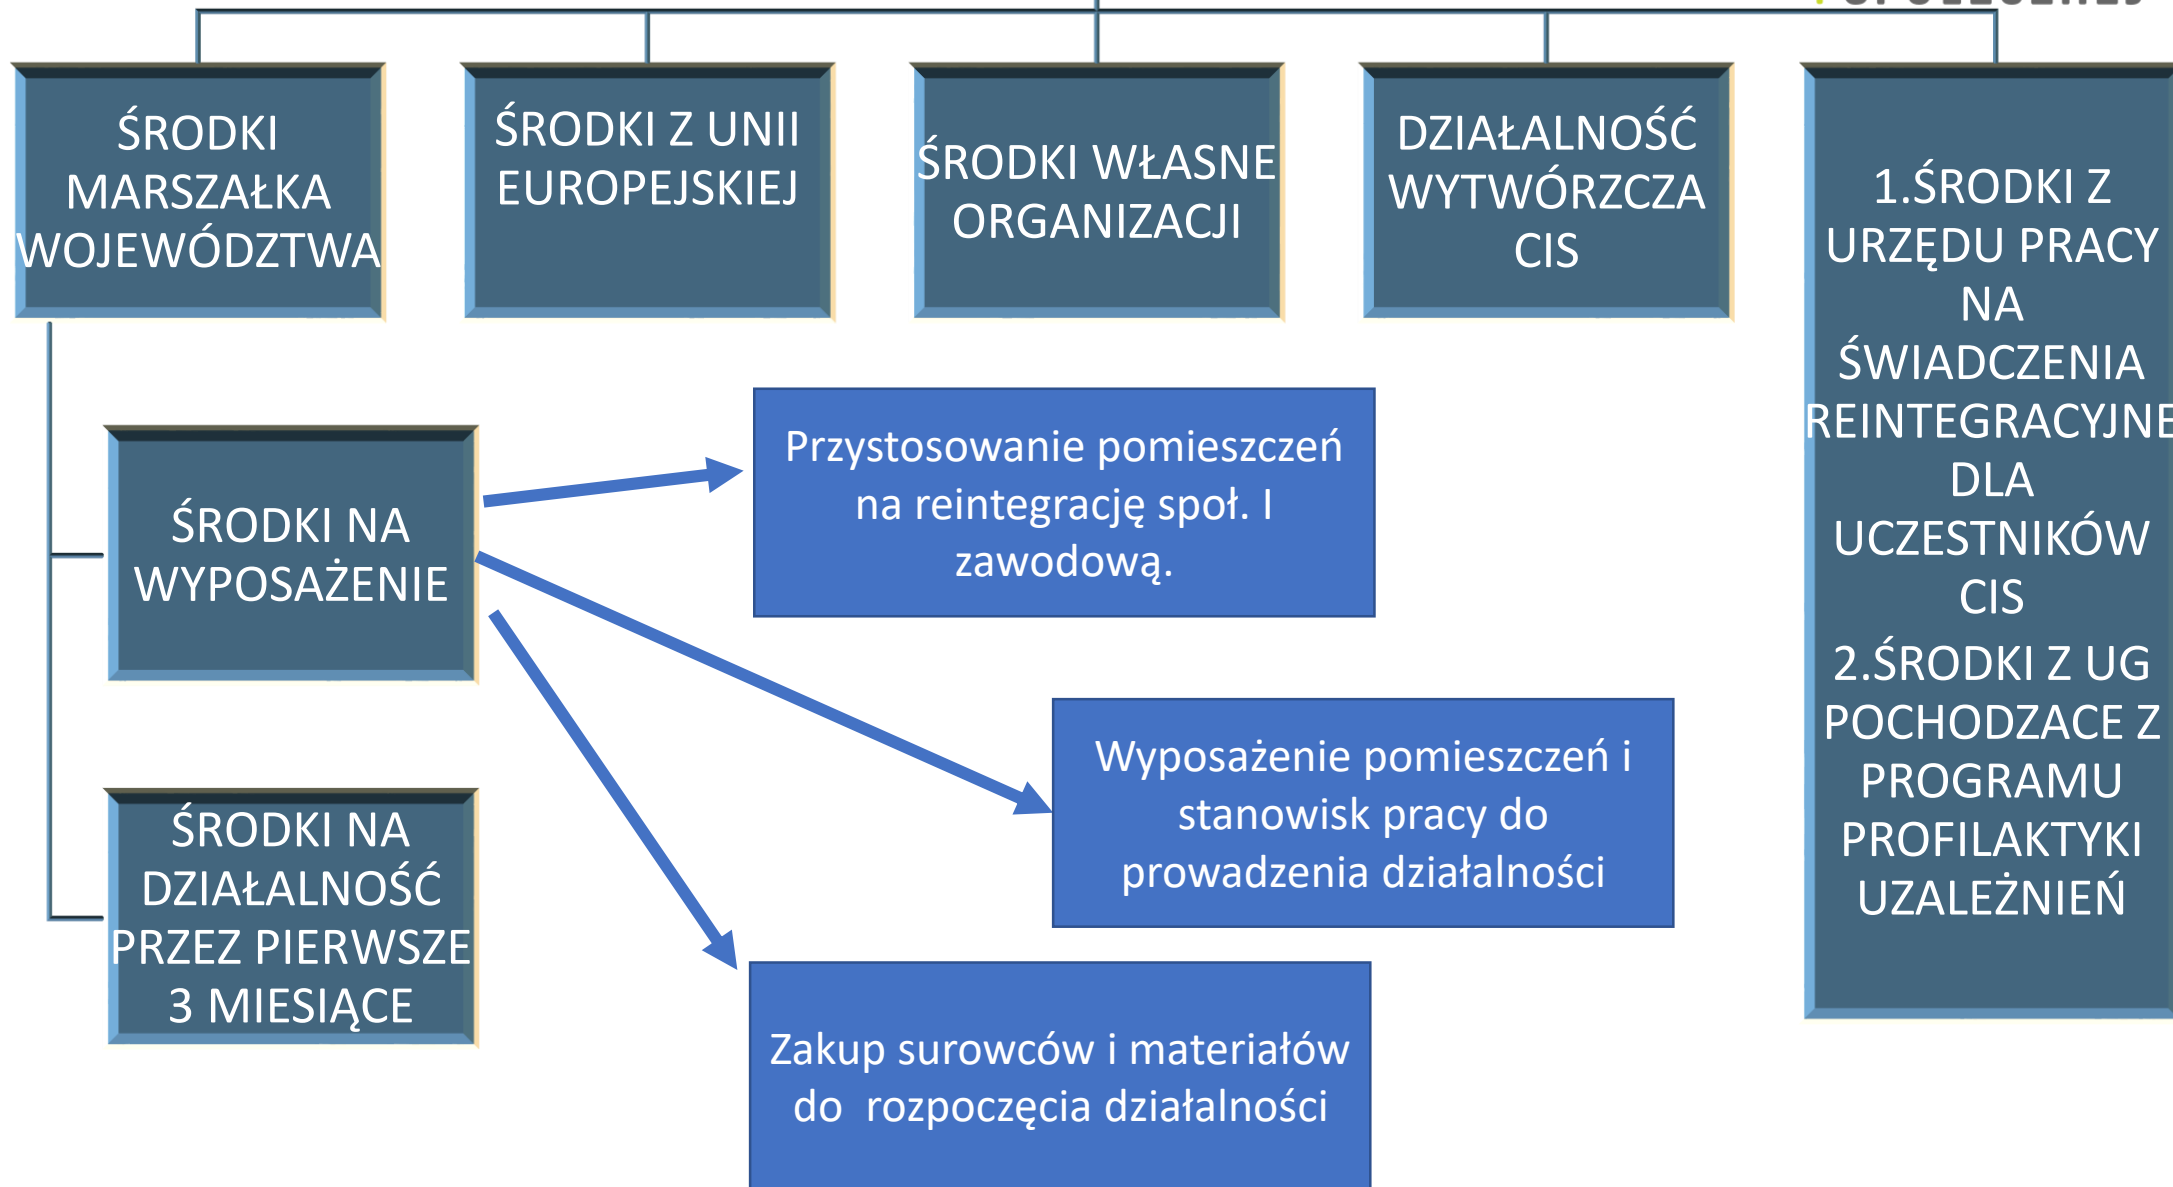 ŚRODKI
MARSZAŁKA
WOJEWÓDZTWA
ŚRODKI Z UNII
EUROPEJSKIEJ
ŚRODKI WŁASNE
ORGANIZACJI
DZIAŁALNOŚĆ
WYTWÓRZCZA
CIS
1.ŚRODKI Z
URZĘDU PRACY
NA
ŚWIADCZENIA
REINTEGRACYJNE
DLA
UCZESTNIKÓW
CIS
2.ŚRODKI Z UG
POCHODZACE Z
PROGRAMU
PROFILAKTYKI
UZALEŻNIEŃ
ŚRODKI NA
WYPOSAŻENIE
Przystosowanie pomieszczeń
na reintegrację społ. I
zawodową.
Wyposażenie pomieszczeń i
stanowisk pracy do
prowadzenia działalności
ŚRODKI NA
DZIAŁALNOŚĆ
PRZEZ PIERWSZE
3 MIESIĄCE
Zakup surowców i materiałów
do  rozpoczęcia działalności